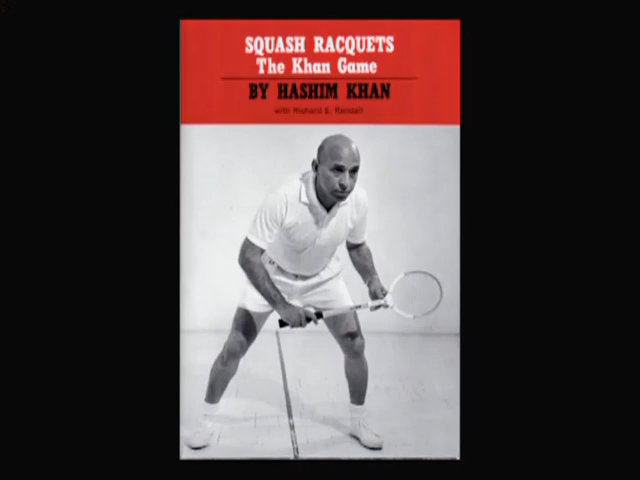 SQUASH RACQUETS
The Khan Game
BY HASHIM KHAN
with Richard E. Randall